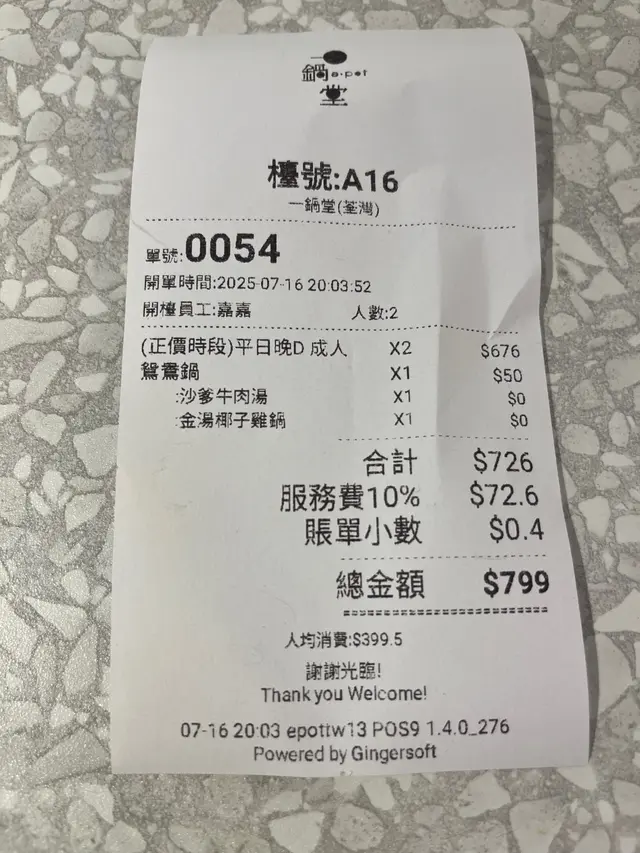 一
鍋 e·pot
堂
檯號:A16
一鍋堂(荃灣)
單號:0054
開單時間:2025-07-16 20:03:52
開檯員工:嘉嘉 人數:2
(正價時段)平日晚D 成人 X2 $676
鴛鴦鍋 X1 $50
:沙爹牛肉湯 X1 $0
:金湯椰子雞鍋 X1 $0
合計 $726
服務費10% $72.6
賬單小數 $0.4
總金額 $799
人均消費:$399.5
謝謝光臨!
Thank you Welcome!
07-16 20:03 epottw13 POS9 1.4.0_276
Powered by Gingersoft